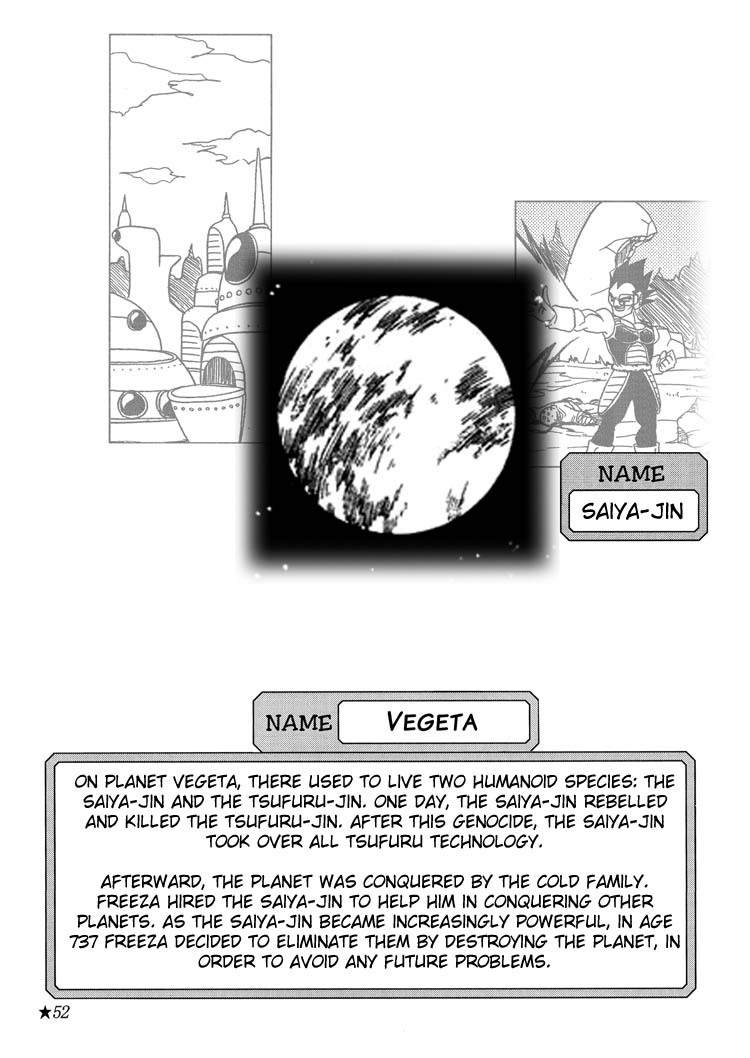 NAME
SAIYA-JIN
NAME
VEGETA
ON PLANET VEGETA, THERE USED TO LIVE TWO HUMANOID SPECIES: THE
SAIYA-JIN AND THE TSUFURU-JIN. ONE DAY, THE SAIYA-JIN REBELLED
AND KILLED THE TSUFURU-JIN. AFTER THIS GENOCIDE, THE SAIYA-JIN
TOOK OVER ALL TSUFURU TECHNOLOGY.
AFTERWARD, THE PLANET WAS CONQUERED BY THE COLD FAMILY.
FREEZA HIRED THE SAIYA-JIN TO HELP HIM IN CONQUERING OTHER
PLANETS. AS THE SAIYA-JIN BECAME INCREASINGLY POWERFUL, IN AGE
737 FREEZA DECIDED TO ELIMINATE THEM BY DESTROYING THE PLANET, IN
ORDER TO AVOID ANY FUTURE PROBLEMS.
★52